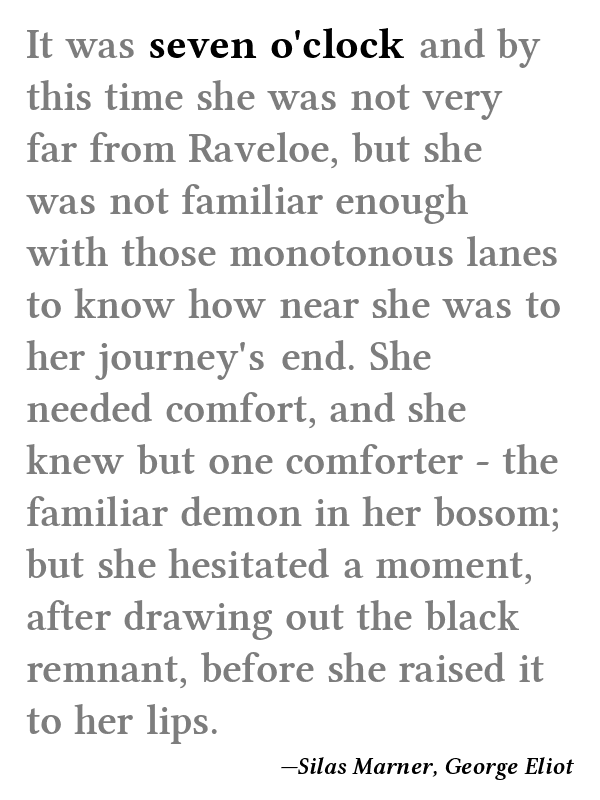 It was seven o'clock and by
this time she was not very
far from Raveloe, but she
was not familiar enough
with those monotonous lanes
to know how near she was to
her journey's end. She
needed comfort, and she
knew but one comforter - the
familiar demon in her bosom;
but she hesitated a moment,
after drawing out the black
remnant, before she raised it
to her lips.
—Silas Marner, George Eliot